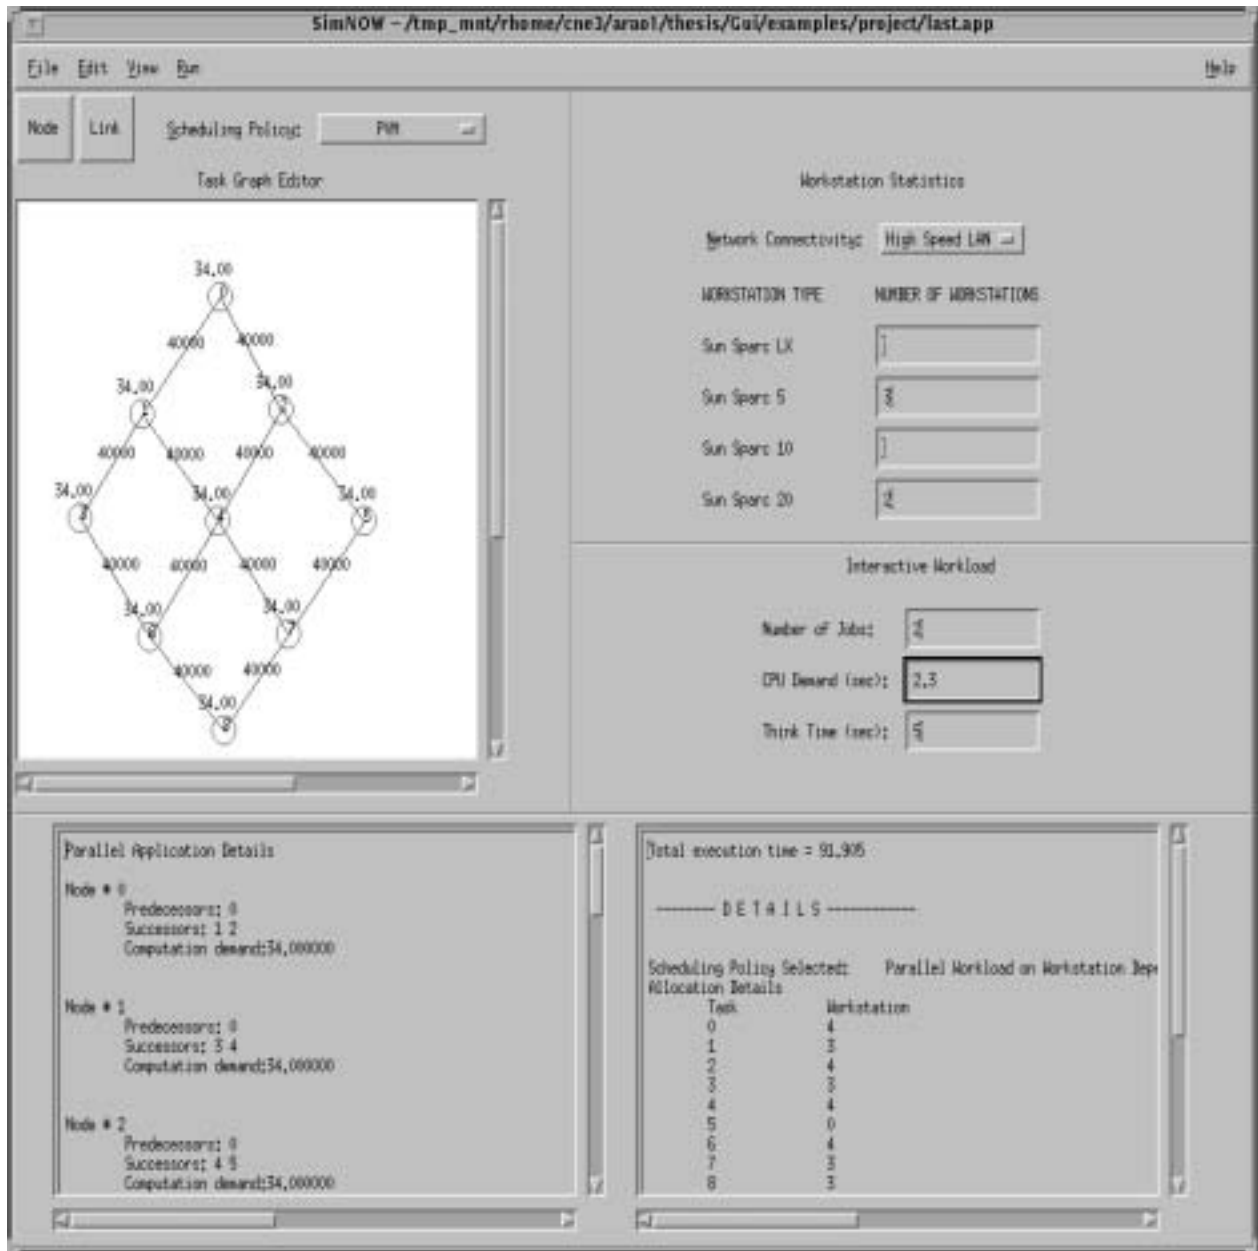 SimNOW - /tmp_mnt/rhome/cne3/arao1/thesis/Gui/examples/project/last.app
File Edit View Run Help
Node Link Scheduling Policy: PVM
Task Graph Editor
34.00
40000 40000
34.00 34.00
40000 40000 40000 40000
34.00 34.00 34.00
3 4 5
40000 40000 40000 40000
34.00 34.00
7
40000 40000
34.00
Workstation Statistics
Network Connectivity: High Speed LAN
WORKSTATION TYPE NUMBER OF WORKSTATIONS
Sun Sparc LX
Sun Sparc 5
Sun Sparc 10
Sun Sparc 20
Interactive Workload
Number of Jobs:
CPU Demand (sec): 2.3
Think Time (sec): 5
Parallel Application Details
Node # 0
Predecessors: 0
Successors: 1 2
Computation demand:34.000000
Node # 1
Predecessors: 0
Successors: 3 4
Computation demand:34.000000
Node # 2
Predecessors: 0
Successors: 4 5
Computation demand:34.000000
Total execution time = 91.905
-------- D E T A I L S ------------
Scheduling Policy Selected: Parallel Workload on Workstation Depe
Allocation Details
Task Workstation
0 4
1 3
2 4
3 3
4 4
5 0
6 4
7 3
8 3